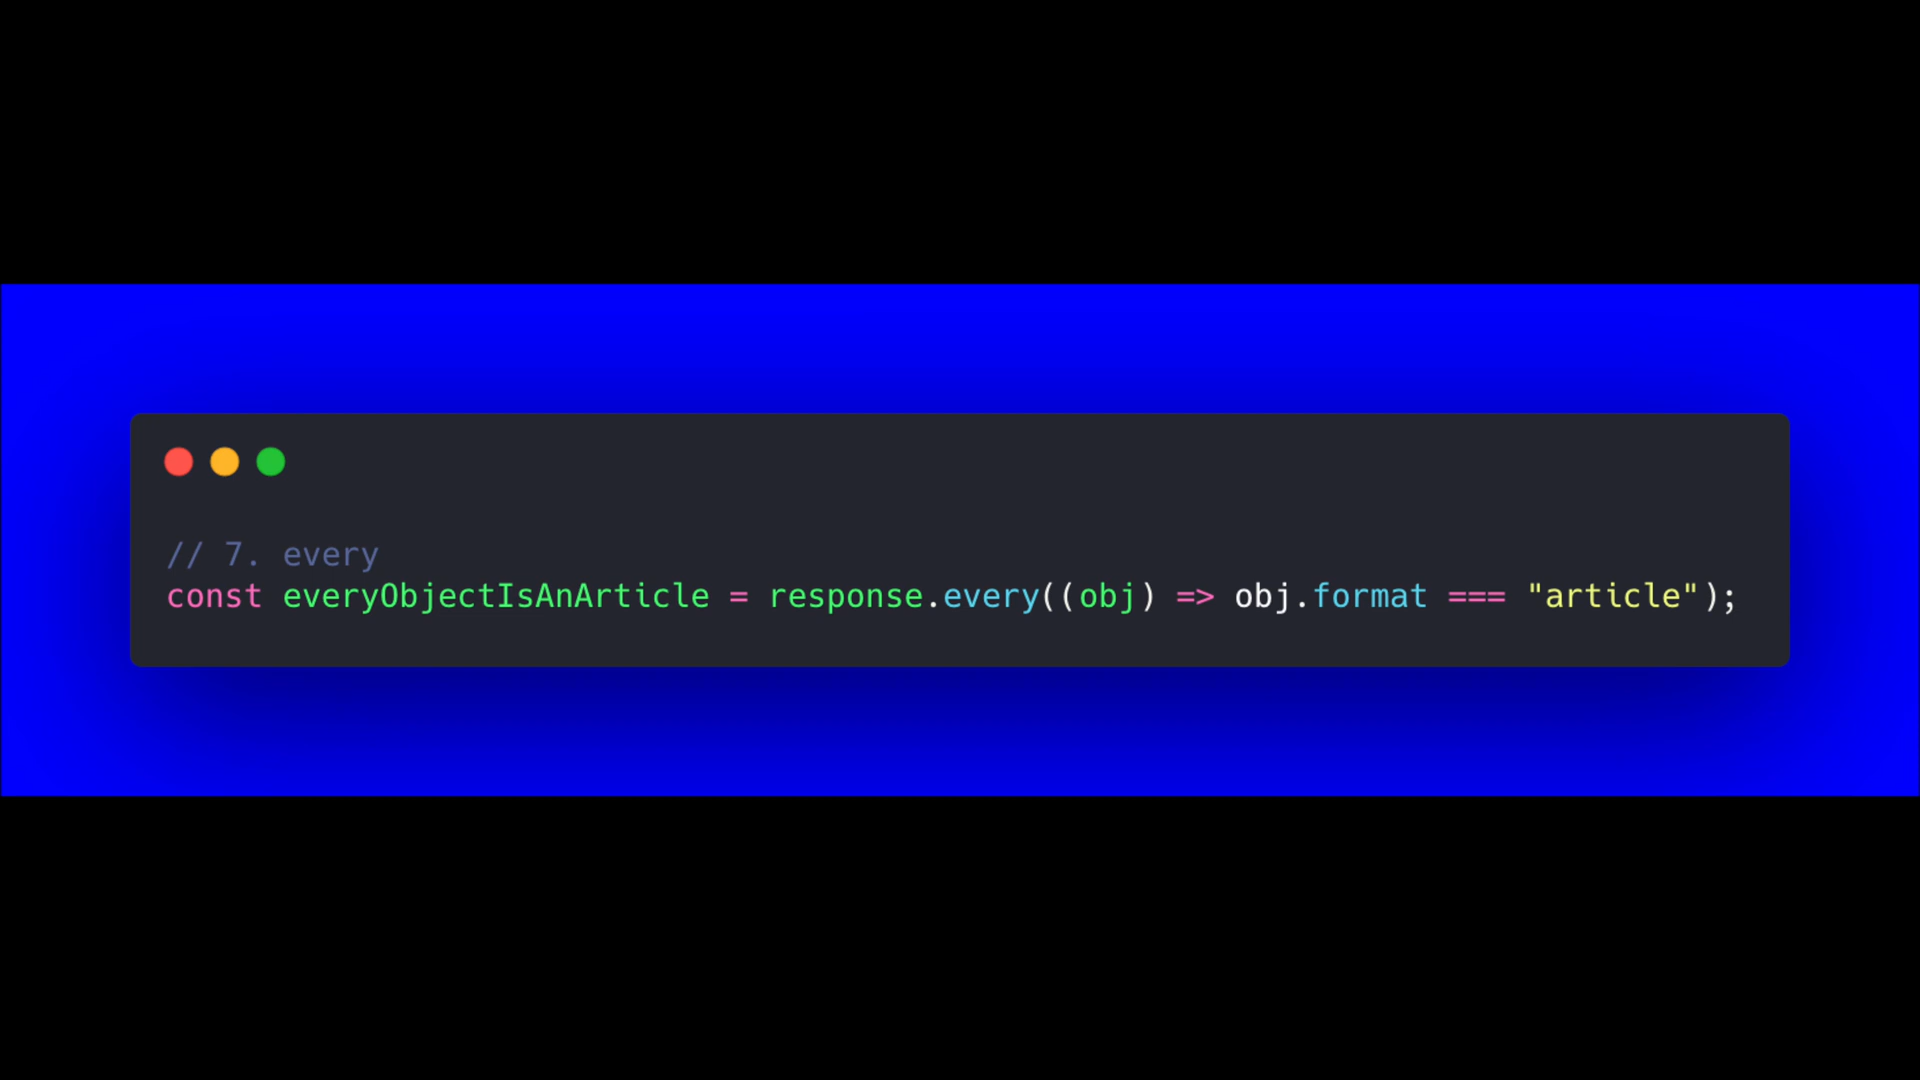 // 7. every
const everyObjectIsAnArticle = response.every((obj) => obj.format === "article");